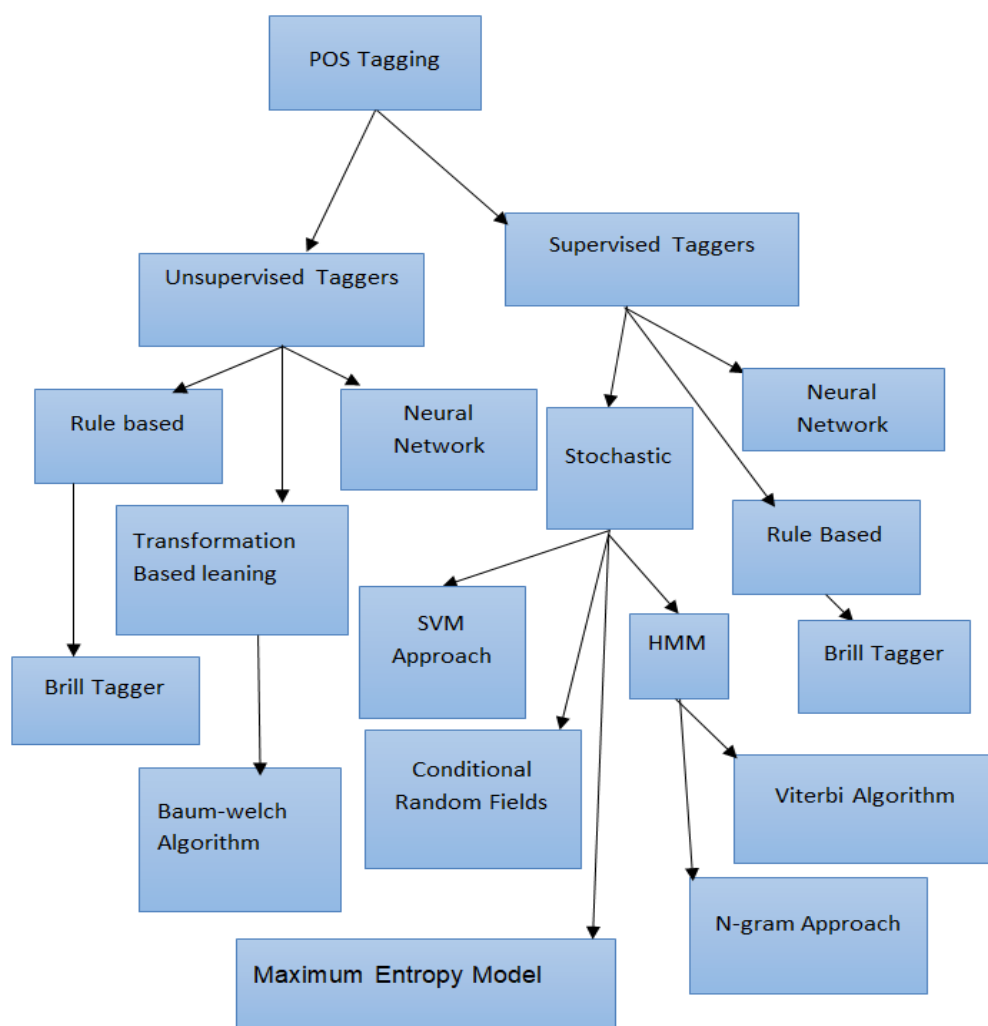 POS Tagging
Supervised Taggers
Unsupervised Taggers
Rule based
Neural
Network
Stochastic
Neural
Network
Transformation
Based leaning
Rule Based
SVM
Approach
HMM
Brill Tagger
Brill Tagger
Conditional
Random Fields
Viterbi Algorithm
Baum-welch
Algorithm
N-gram Approach
Maximum Entropy Model